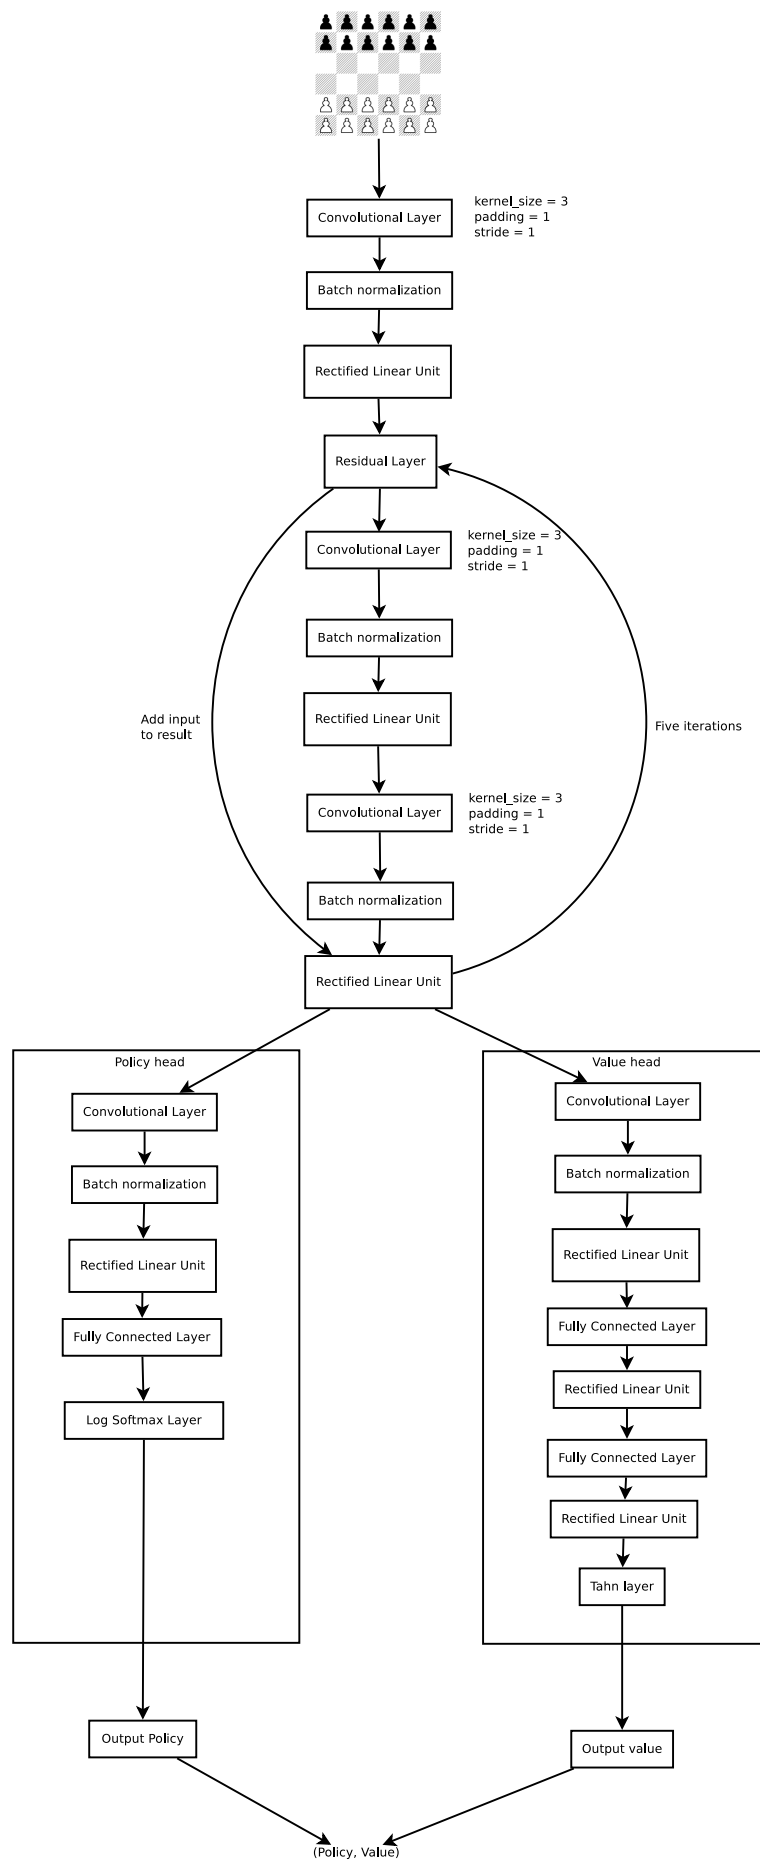 Convolutional Layer
kernel_size = 3
padding = 1
stride = 1
Batch normalization
Rectified Linear Unit
Residual Layer
Convolutional Layer
kernel_size = 3
padding = 1
stride = 1
Batch normalization
Rectified Linear Unit
Add input
to result
Five iterations
Convolutional Layer
kernel_size = 3
padding = 1
stride = 1
Batch normalization
Rectified Linear Unit
Policy head
Convolutional Layer
Batch normalization
Rectified Linear Unit
Fully Connected Layer
Log Softmax Layer
Value head
Convolutional Layer
Batch normalization
Rectified Linear Unit
Fully Connected Layer
Rectified Linear Unit
Fully Connected Layer
Rectified Linear Unit
Tahn layer
Output Policy
Output value
(Policy, Value)